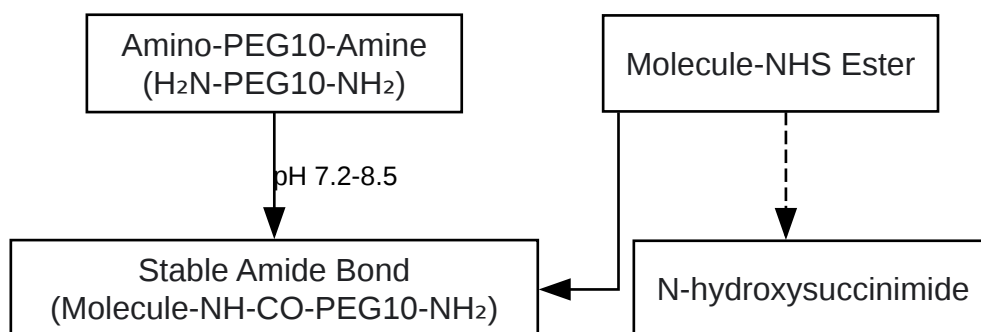 Amino-PEG10-Amine
(H₂N-PEG10-NH₂)
Molecule-NHS Ester
pH 7.2-8.5
Stable Amide Bond
(Molecule-NH-CO-PEG10-NH₂)
N-hydroxysuccinimide